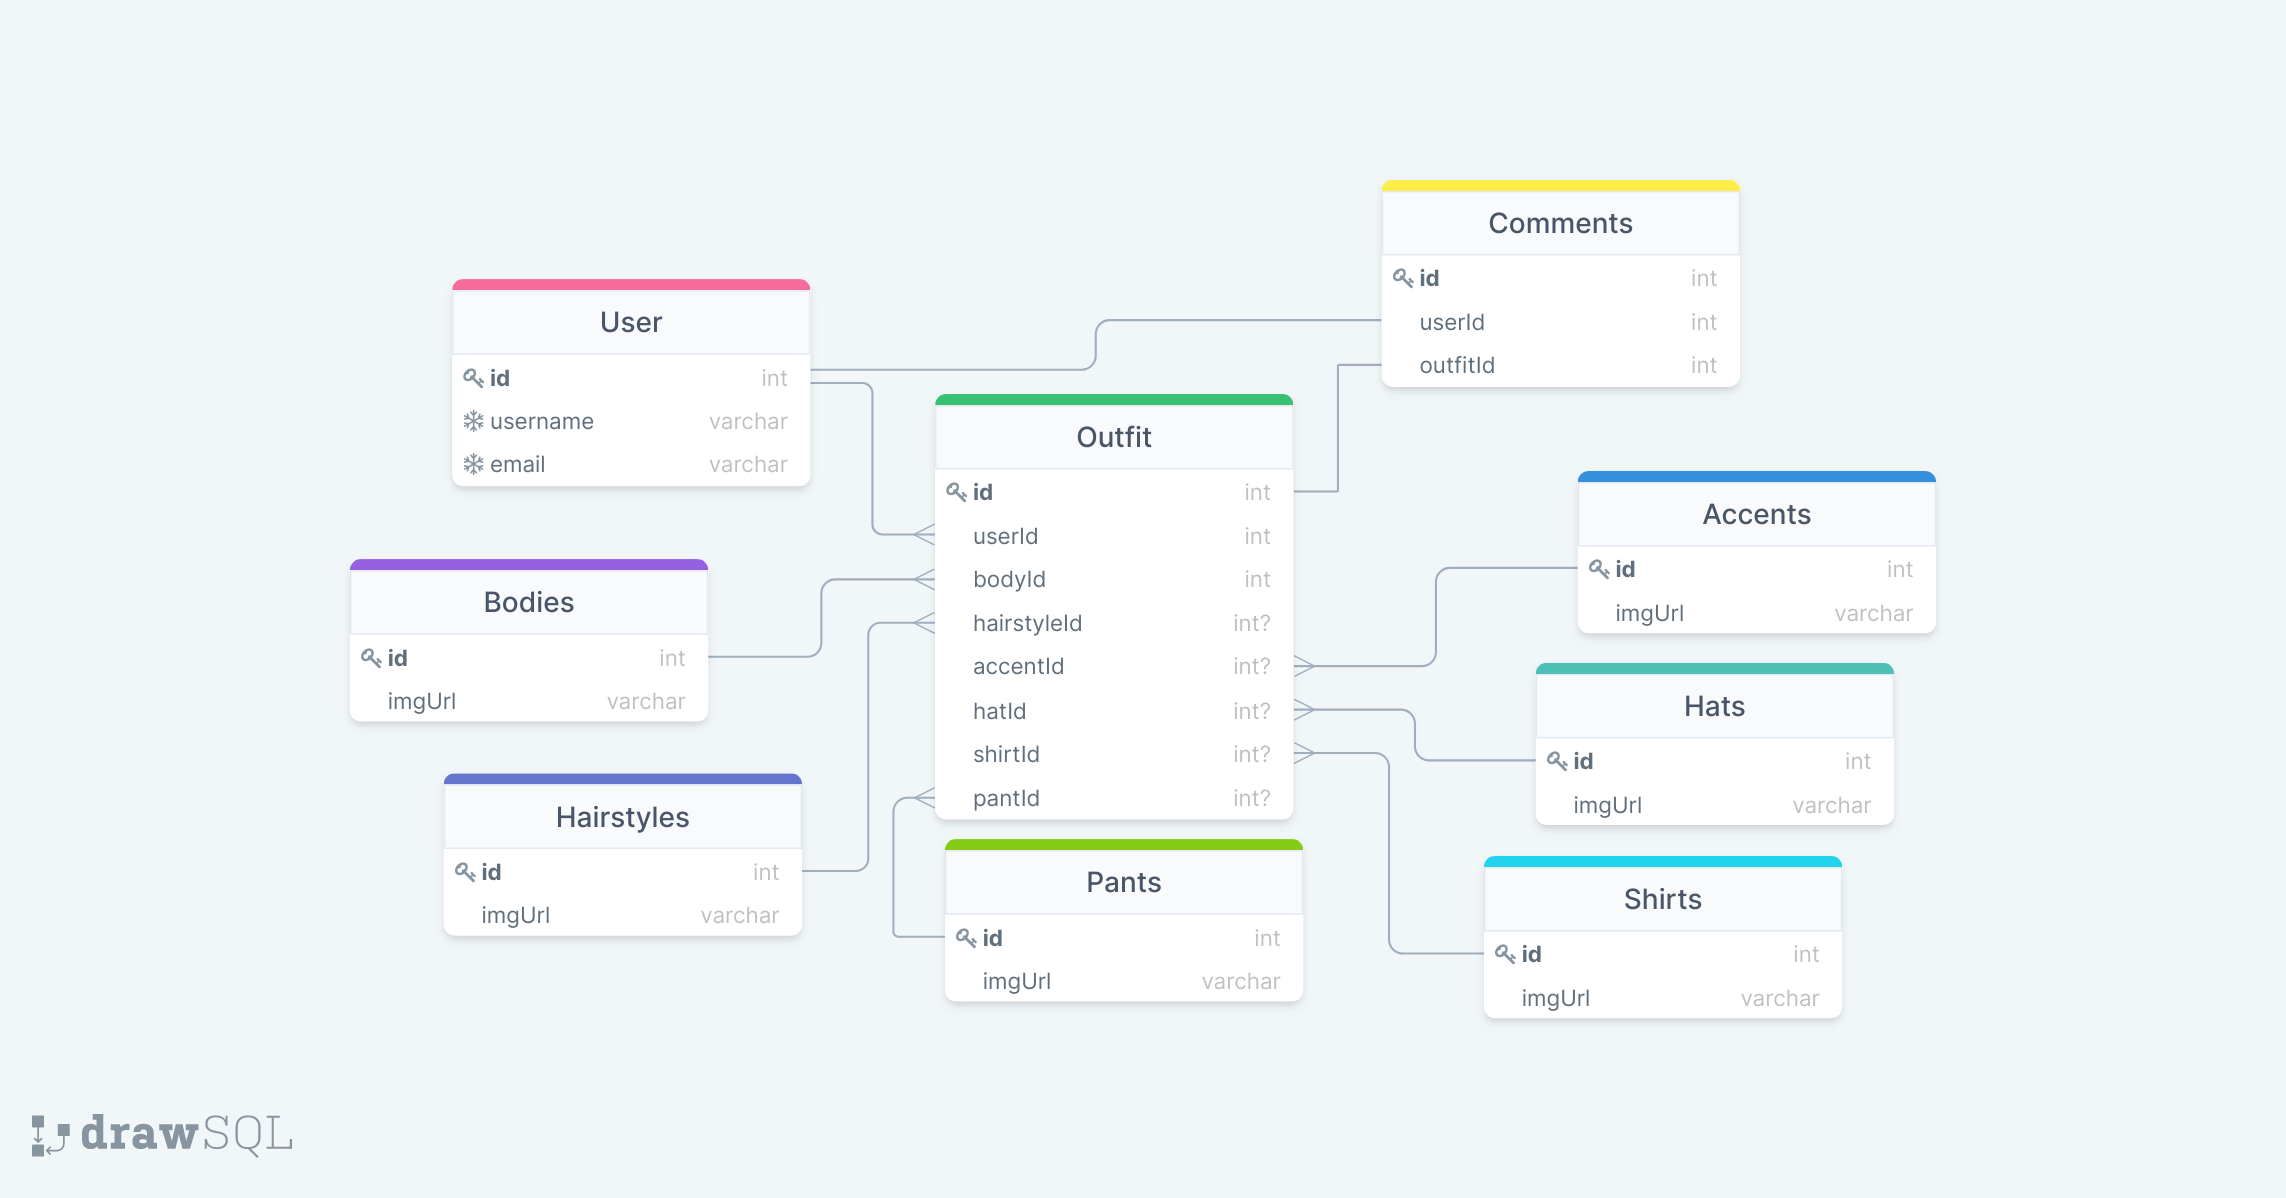 Comments
id int
userId int
outfitId int
User
id int
username varchar
email varchar
Outfit
id int
userId int
bodyId int
hairstyleId int?
accentId int?
hatId int?
shirtId int?
pantId int?
Accents
id int
imgUrl varchar
Bodies
id int
imgUrl varchar
Hats
id int
imgUrl varchar
Hairstyles
id int
imgUrl varchar
Pants
id int
imgUrl varchar
Shirts
id int
imgUrl varchar
drawSQL